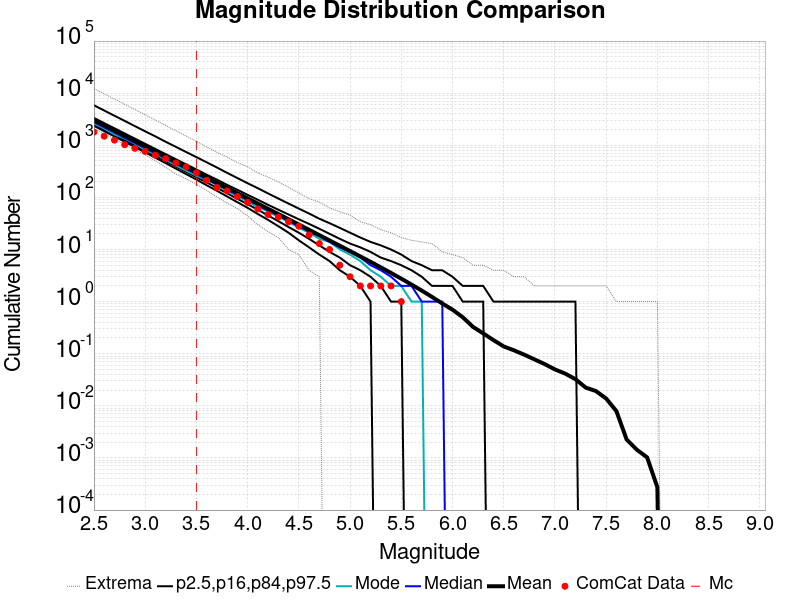 Magnitude Distribution Comparison
10^5
10^4
10^3
10^2
10^1
10^0
10^-1
10^-2
10^-3
10^-4
Cumulative Number
2.5 3.0 3.5 4.0 4.5 5.0 5.5 6.0 6.5 7.0 7.5 8.0 8.5 9.0
Magnitude
Extrema p2.5,p16,p84,p97.5 Mode Median Mean ComCat Data Mc